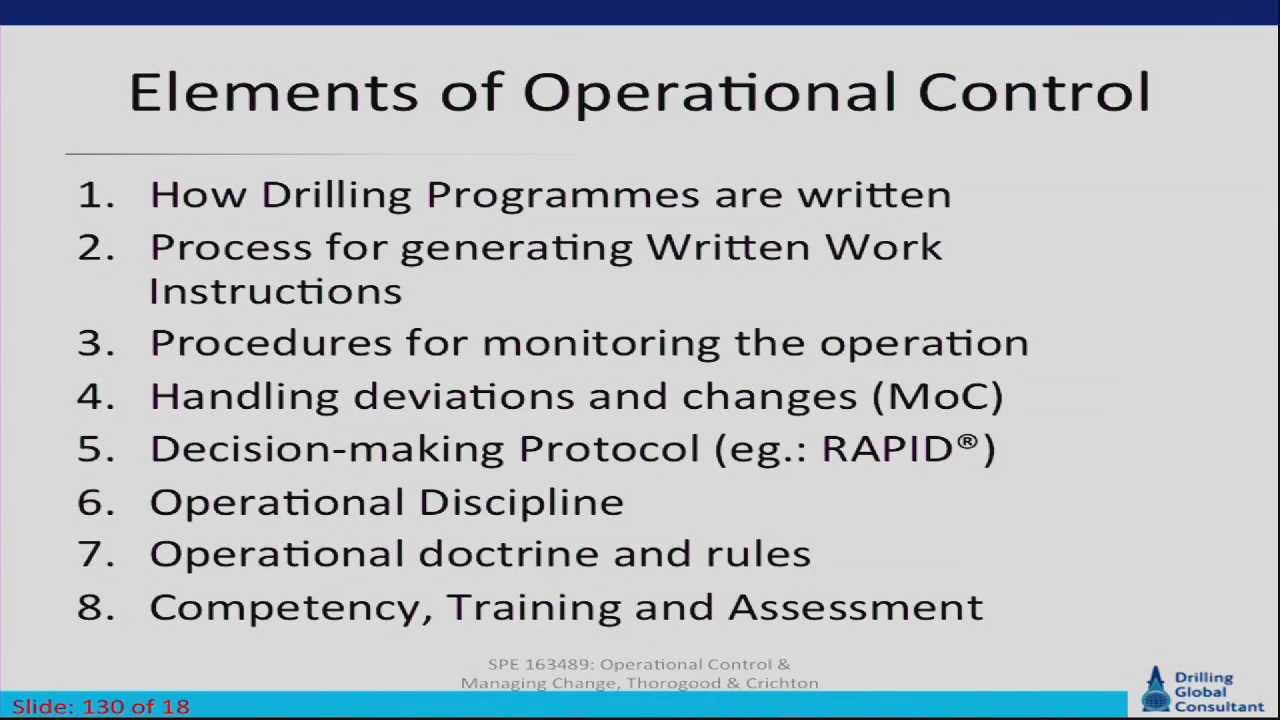 Elements of Operational Control
1. How Drilling Programmes are written
2. Process for generating Written Work
Instructions
3. Procedures for monitoring the operation
4. Handling deviations and changes (MoC)
5. Decision-making Protocol (eg.: RAPID®)
6. Operational Discipline
7. Operational doctrine and rules
8. Competency, Training and Assessment
SPE 163489: Operational Control &
Managing Change, Thorogood & Crichton
Slide: 130 of 18
Drilling
Global
Consultant